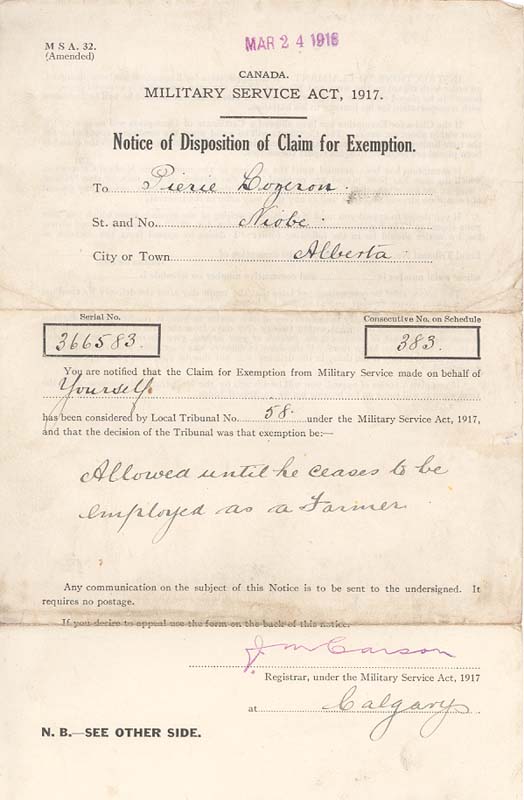 M S A. 32.
(Amended)
MAR 24 1918
CANADA.
MILITARY SERVICE ACT, 1917.
Notice of Disposition of Claim for Exemption.
To Pierie Cogeron.
St. and No. Niobe.
City or Town Alberta
Serial No.
Consecutive No. on Schedule
366583.
383.
You are notified that the Claim for Exemption from Military Service made on behalf of
Yourself.
has been considered by Local Tribunal No. 58. under the Military Service Act, 1917,
and that the decision of the Tribunal was that exemption be:—
Allowed until he ceases to be
employed as a Farmer
Any communication on the subject of this Notice is to be sent to the undersigned. It
requires no postage.
If you desire to appeal use the form on the back of this notice.
J M Carson
Registrar, under the Military Service Act, 1917
at Calgary
N. B.—SEE OTHER SIDE.